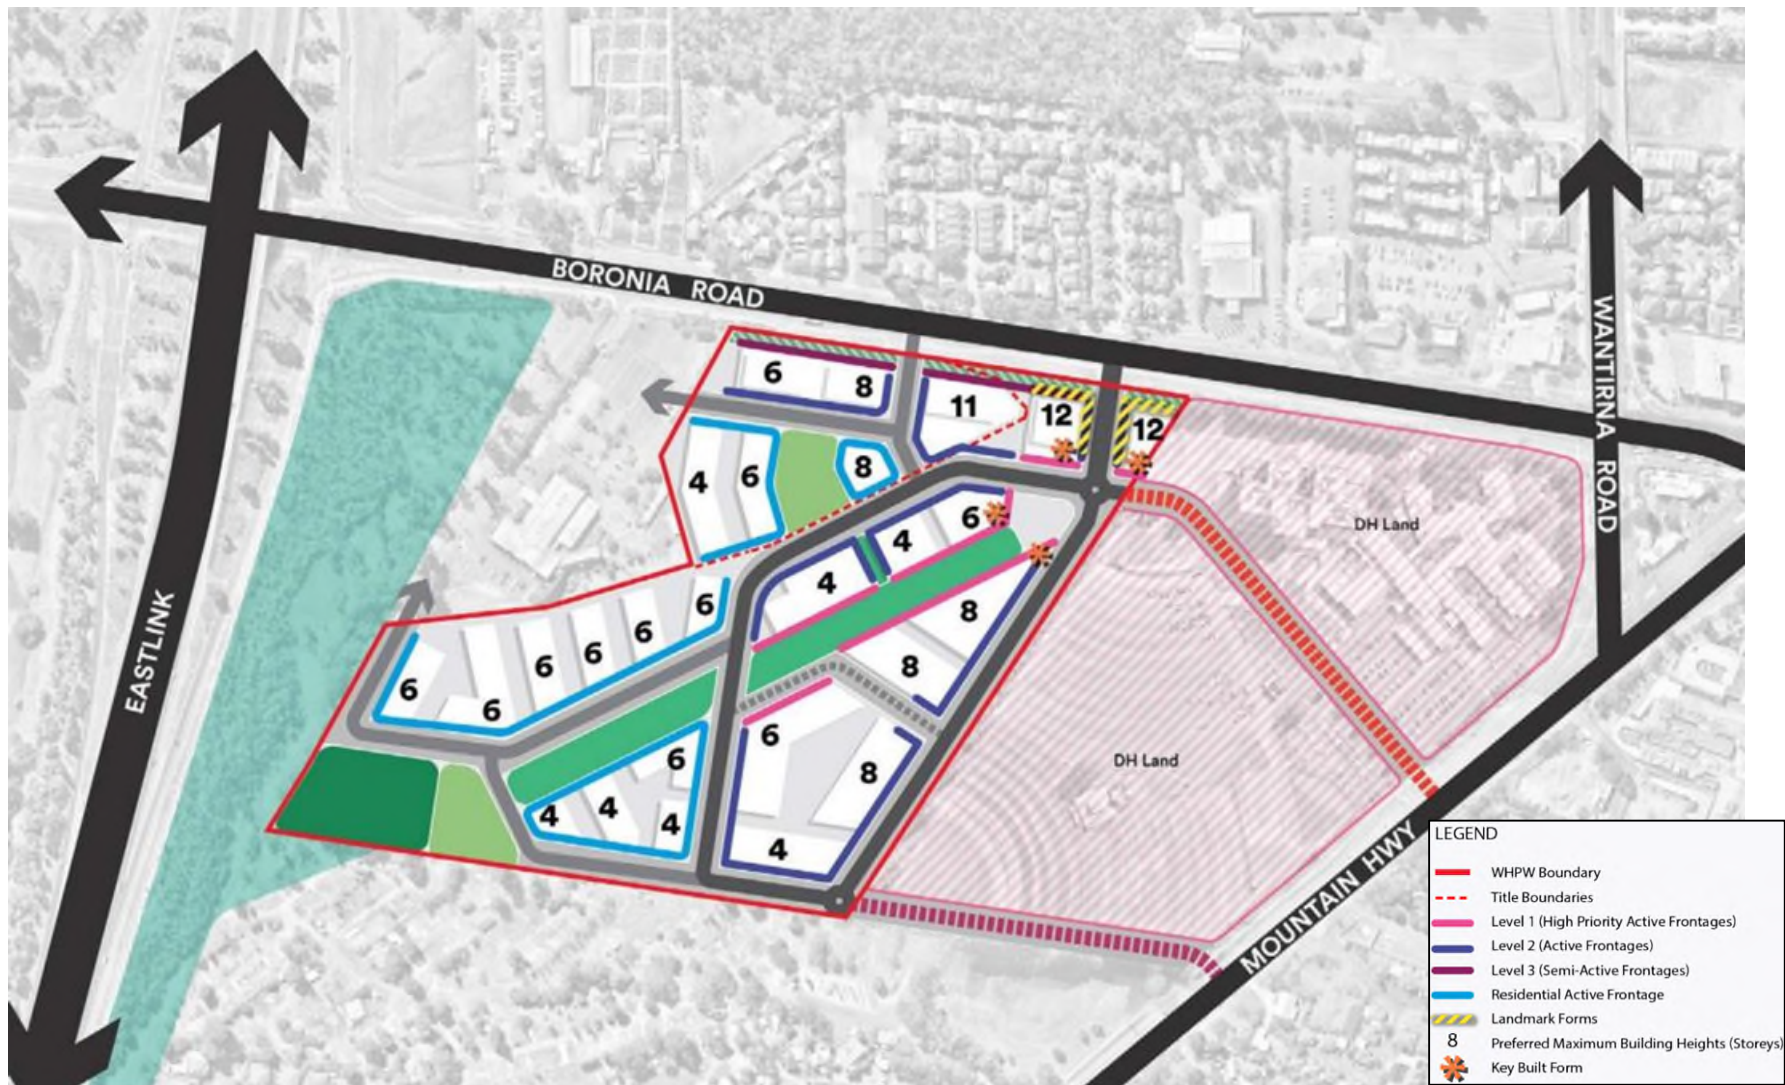 BORONIA ROAD
WANTIRNA ROAD
EASTLINK
MOUNTAIN HWY
6
8
11
12
12
4
6
8
6
4
4
8
8
6
6
6
6
6
6
6
6
8
4
6
4
4
4
DH Land
DH Land
LEGEND
WHPW Boundary
Title Boundaries
Level 1 (High Priority Active Frontages)
Level 2 (Active Frontages)
Level 3 (Semi-Active Frontages)
Residential Active Frontage
Landmark Forms
8 Preferred Maximum Building Heights (Storeys)
Key Built Form